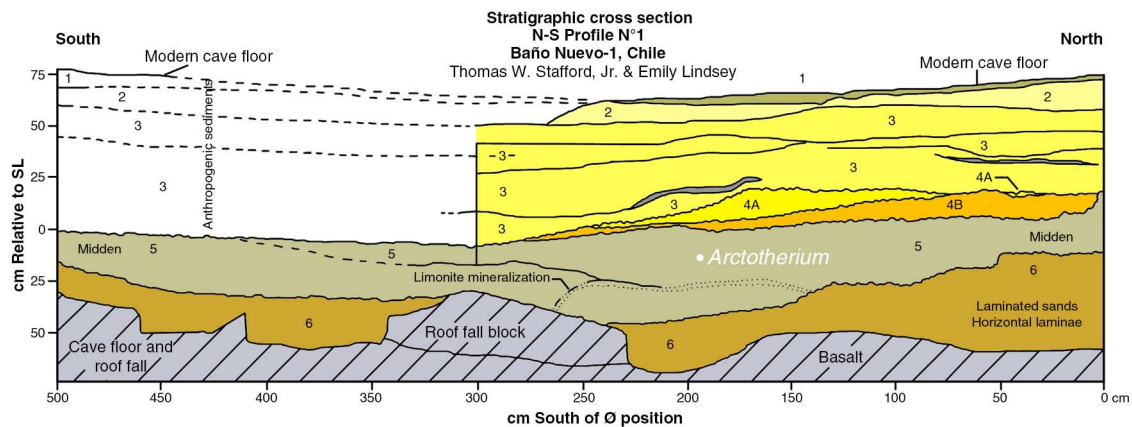 Stratigraphic cross section
N-S Profile N°1
Baño Nuevo-1, Chile
Thomas W. Stafford, Jr. & Emily Lindsey
South
North
Modern cave floor
Modern cave floor
cm Relative to SL
75
50
25
0
25
50
1
2
3
3
Anthropogenic sediments
1
2
2
3
3
3
3
3
3
3
4A
4A
4B
Midden
5
5
5
Midden
Arctotherium
Limonite mineralization
6
6
6
Laminated sands
Horizontal laminae
Cave floor and
roof fall
Roof fall block
Basalt
500
450
400
350
300
250
200
150
100
50
0 cm
cm South of Ø position